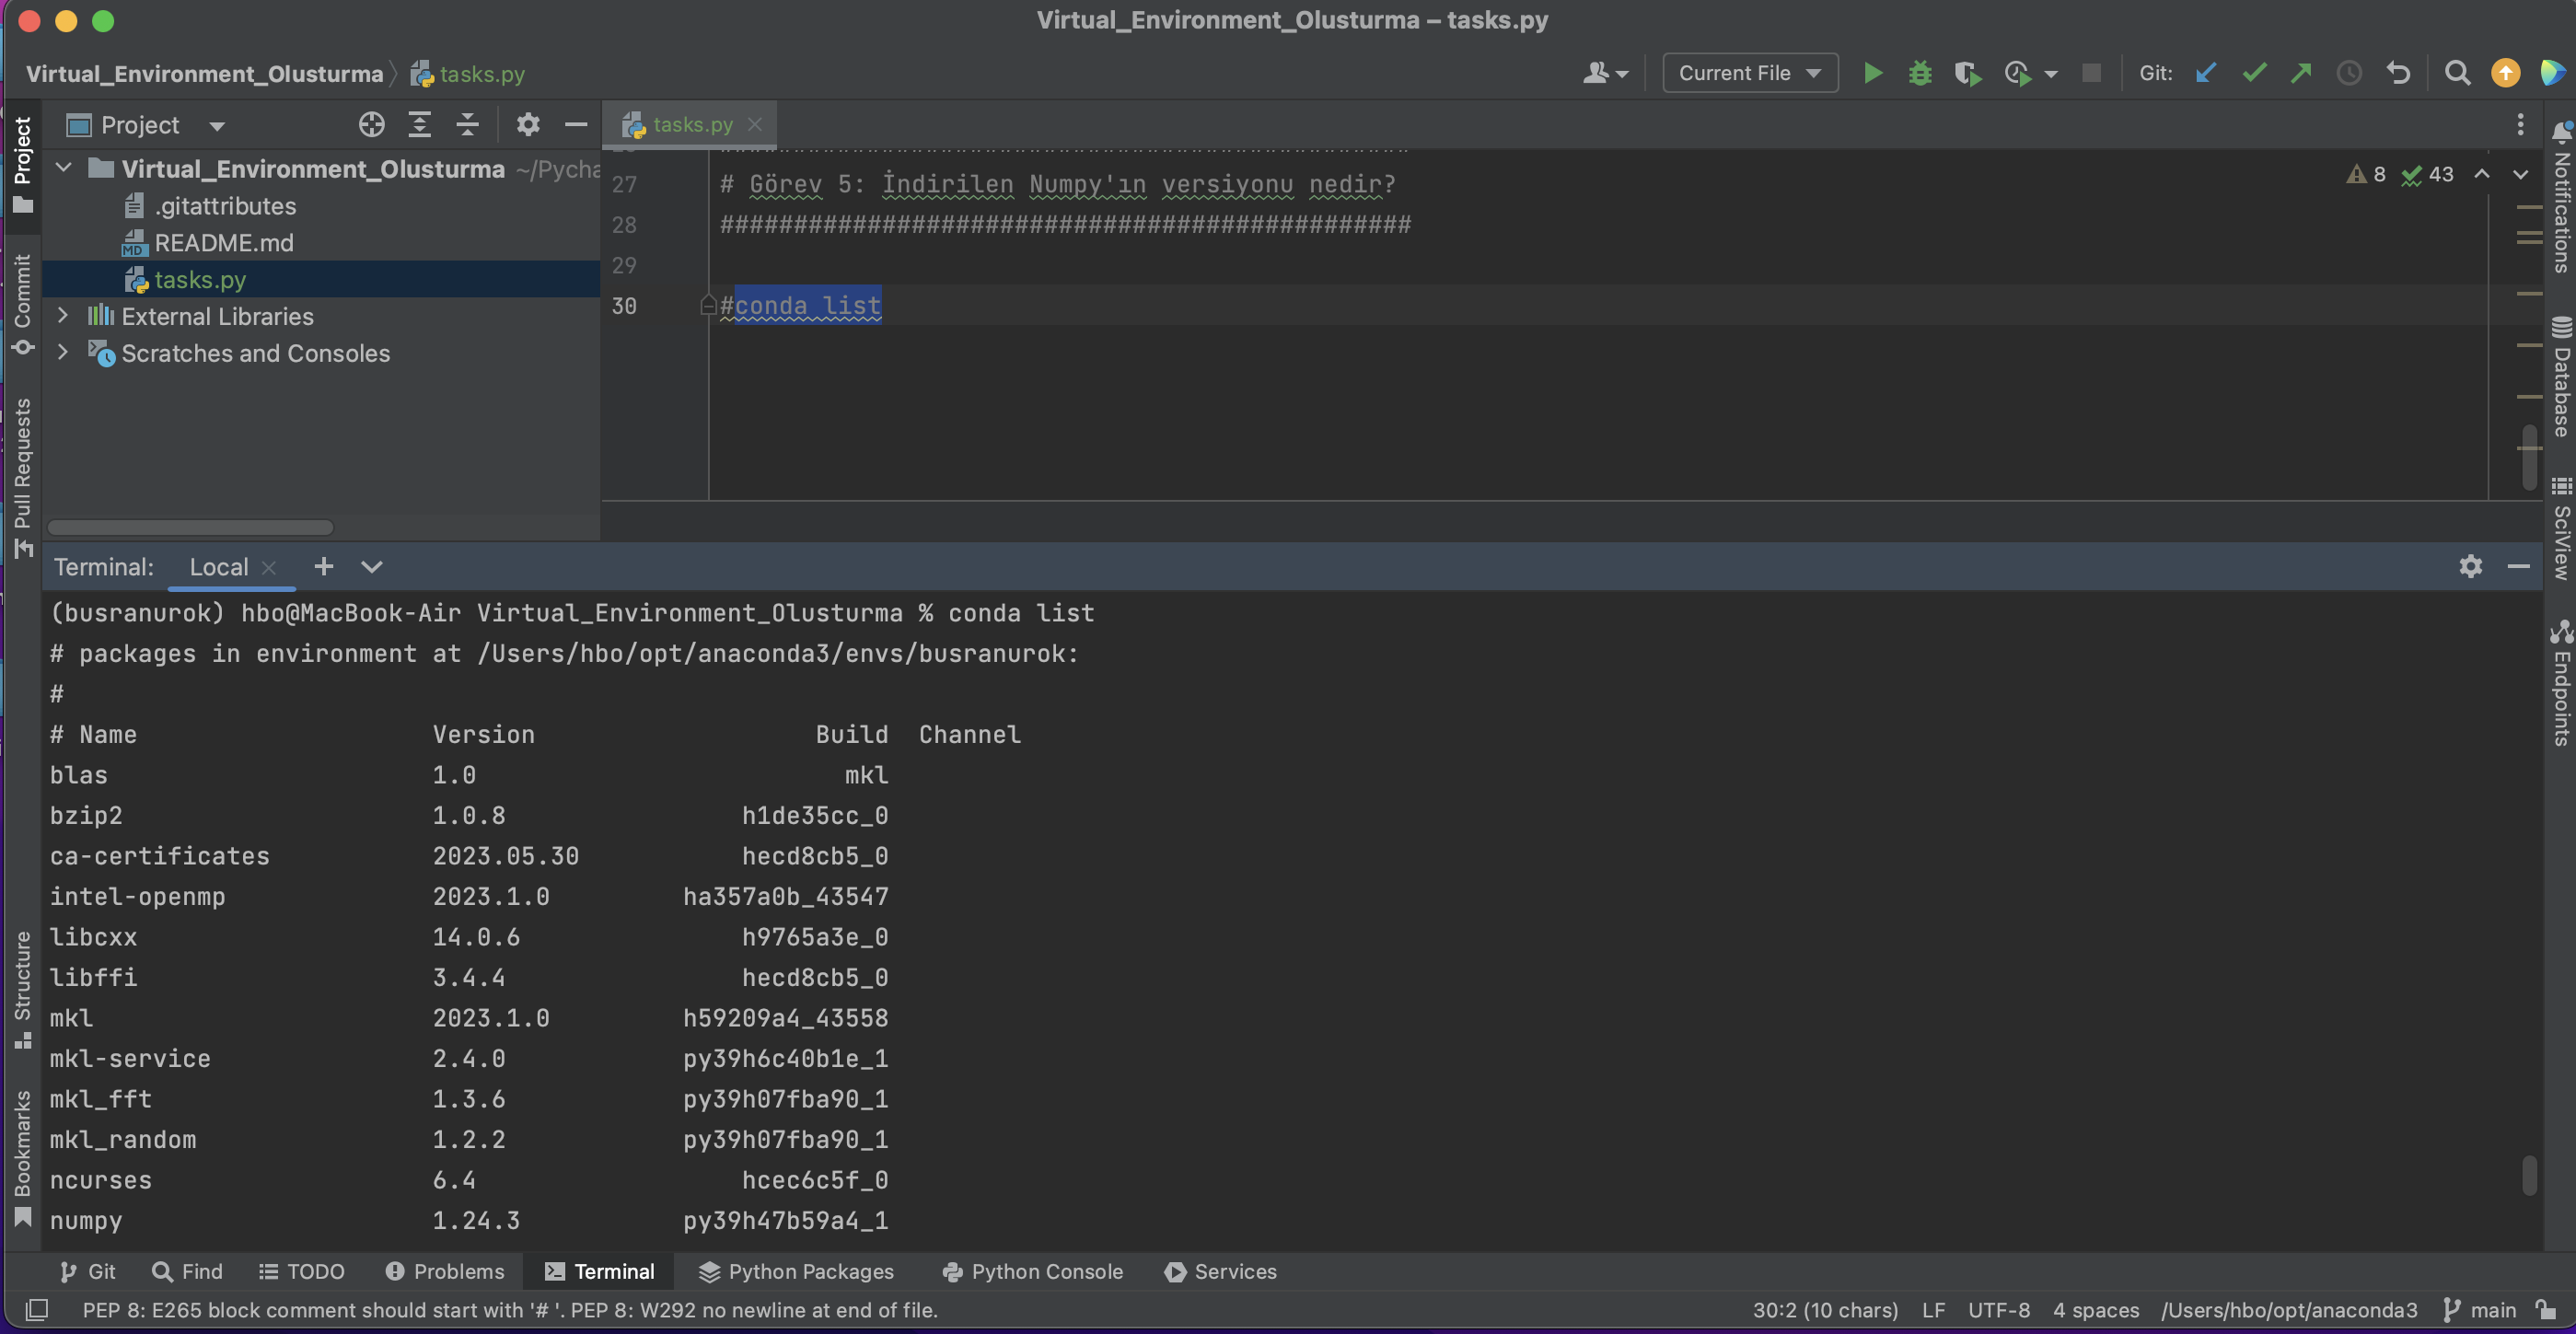 Virtual_Environment_Olusturma – tasks.py
Virtual_Environment_Olusturma tasks.py
Current File
Git:
Project
Virtual_Environment_Olusturma ~/Pycha
.gitattributes
README.md
tasks.py
External Libraries
Scratches and Consoles
Project
Commit
Pull Requests
Structure
Bookmarks
tasks.py
27 # Görev 5: İndirilen Numpy'ın versiyonu nedir?
28 ###############################################
29
30 #conda list
8 43
Notifications
Database
SciView
Endpoints
Terminal: Local
(busranurok) hbo@MacBook-Air Virtual_Environment_Olusturma % conda list
# packages in environment at /Users/hbo/opt/anaconda3/envs/busranurok:
#
# Name Version Build Channel
blas 1.0 mkl
bzip2 1.0.8 h1de35cc_0
ca-certificates 2023.05.30 hecd8cb5_0
intel-openmp 2023.1.0 ha357a0b_43547
libcxx 14.0.6 h9765a3e_0
libffi 3.4.4 hecd8cb5_0
mkl 2023.1.0 h59209a4_43558
mkl-service 2.4.0 py39h6c40b1e_1
mkl_fft 1.3.6 py39h07fba90_1
mkl_random 1.2.2 py39h07fba90_1
ncurses 6.4 hcec6c5f_0
numpy 1.24.3 py39h47b59a4_1
Git Find TODO Problems Terminal Python Packages Python Console Services
PEP 8: E265 block comment should start with '# '. PEP 8: W292 no newline at end of file. 30:2 (10 chars) LF UTF-8 4 spaces /Users/hbo/opt/anaconda3 main